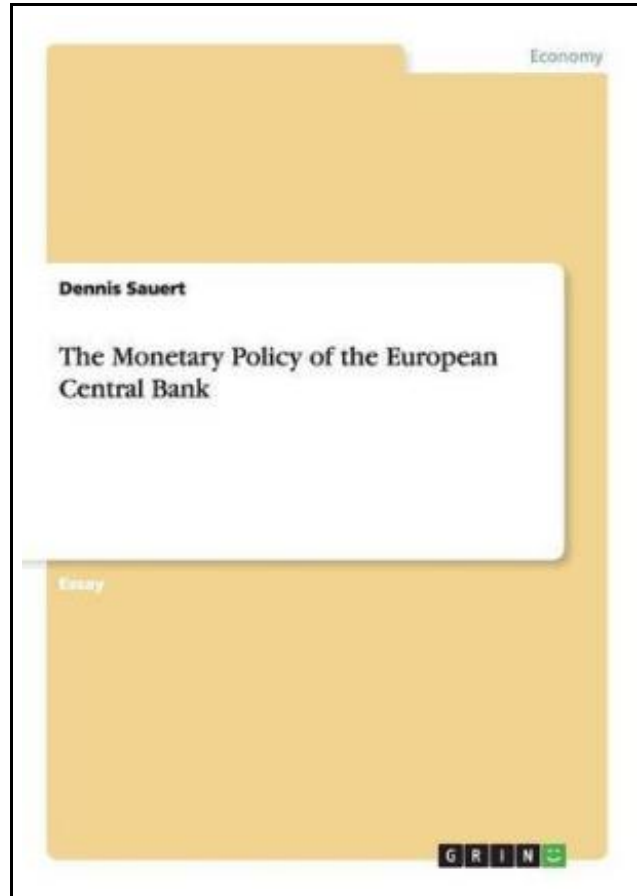 Economy
Dennis Sauert
The Monetary Policy of the European
Central Bank
Essay
GRIN